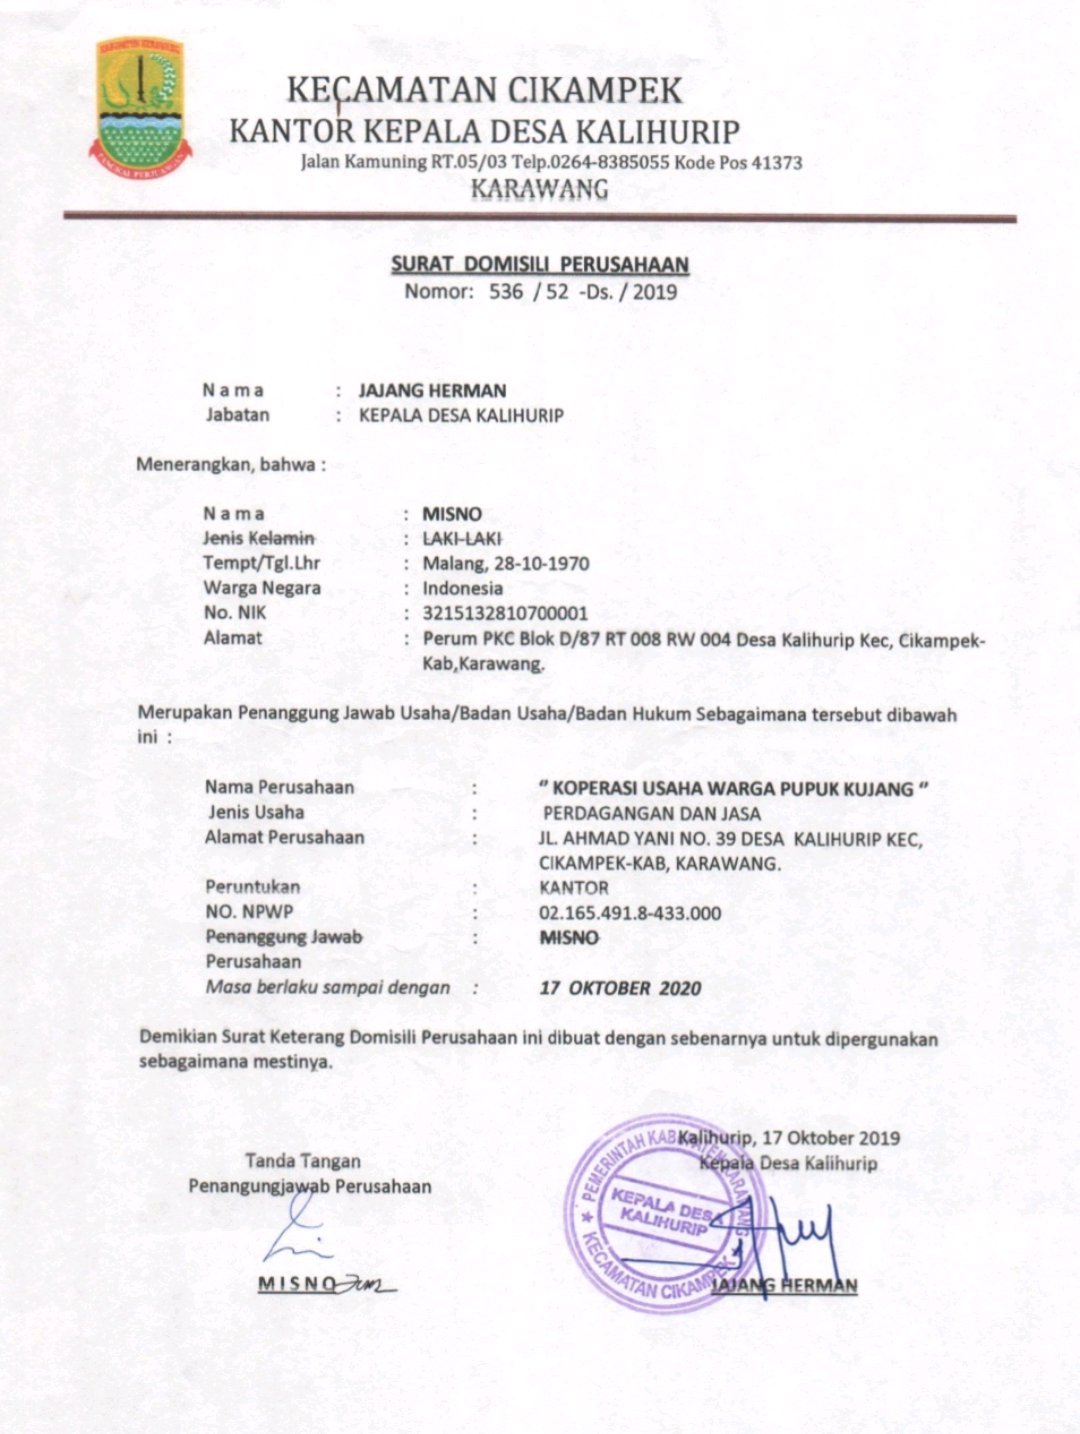 KABUPATEN KARAWANG
PANGKAL PERJUANGAN
KECAMATAN CIKAMPEK
KANTOR KEPALA DESA KALIHURIP
Jalan Kamuning RT.05/03 Telp.0264-8385055 Kode Pos 41373
KARAWANG
SURAT DOMISILI PERUSAHAAN
Nomor: 536 / 52 -Ds. / 2019
N a m a : JAJANG HERMAN
Jabatan : KEPALA DESA KALIHURIP
Menerangkan, bahwa :
N a m a : MISNO
Jenis Kelamin : LAKI-LAKI
Tempt/Tgl.Lhr : Malang, 28-10-1970
Warga Negara : Indonesia
No. NIK : 3215132810700001
Alamat : Perum PKC Blok D/87 RT 008 RW 004 Desa Kalihurip Kec, Cikampek-
Kab,Karawang.
Merupakan Penanggung Jawab Usaha/Badan Usaha/Badan Hukum Sebagaimana tersebut dibawah
ini :
Nama Perusahaan : " KOPERASI USAHA WARGA PUPUK KUJANG "
Jenis Usaha : PERDAGANGAN DAN JASA
Alamat Perusahaan : JL. AHMAD YANI NO. 39 DESA KALIHURIP KEC,
CIKAMPEK-KAB, KARAWANG.
Peruntukan : KANTOR
NO. NPWP : 02.165.491.8-433.000
Penanggung Jawab : MISNO
Perusahaan
Masa berlaku sampai dengan : 17 OKTOBER 2020
Demikian Surat Keterang Domisili Perusahaan ini dibuat dengan sebenarnya untuk dipergunakan
sebagaimana mestinya.
Kalihurip, 17 Oktober 2019
Kepala Desa Kalihurip
Tanda Tangan
Penangungjawab Perusahaan
PEMERINTAH KABUPATEN KARAWANG
KEPALA DESA
KALIHURIP
KECAMATAN CIKAMPEK
M I S N O
JAJANG HERMAN